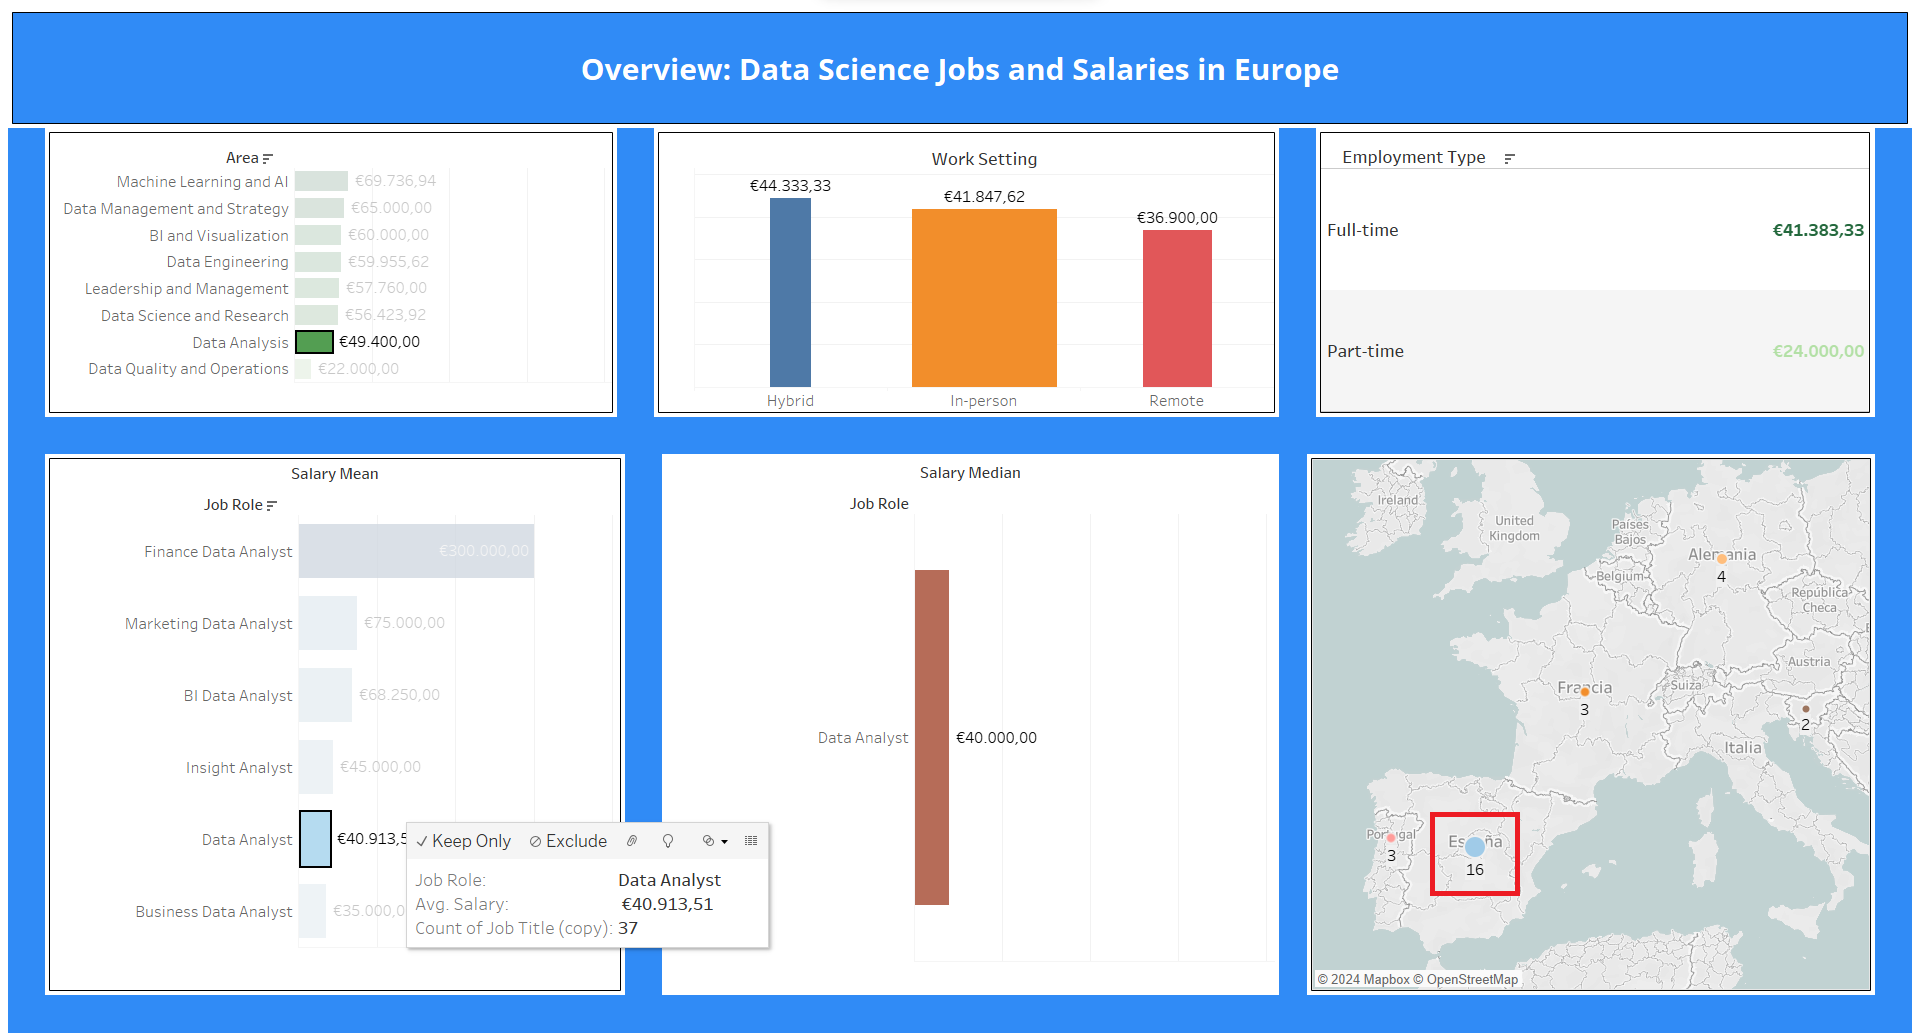 Overview: Data Science Jobs and Salaries in Europe
Area
Machine Learning and AI €69.736,94
Data Management and Strategy €65.000,00
BI and Visualization €60.000,00
Data Engineering €59.955,62
Leadership and Management €57.760,00
Data Science and Research €56.423,92
Data Analysis €49.400,00
Data Quality and Operations €22.000,00
Work Setting
€44.333,33
€41.847,62
€36.900,00
Hybrid In-person Remote
Employment Type
Full-time €41.383,33
Part-time €24.000,00
Salary Mean
Job Role
Finance Data Analyst €300.000,00
Marketing Data Analyst €75.000,00
BI Data Analyst €68.250,00
Insight Analyst €45.000,00
Data Analyst €40.913,5
Business Data Analyst €35.000,0
Keep Only Exclude
Job Role: Data Analyst
Avg. Salary: €40.913,51
Count of Job Title (copy): 37
Salary Median
Job Role
Data Analyst €40.000,00
Ireland
United
Kingdom
Países
Bajos
Alemania
4
Belgium
República
Checa
Austria
Francia
3
Suiza
2
Italia
Portugal
3
España
16
© 2024 Mapbox © OpenStreetMap